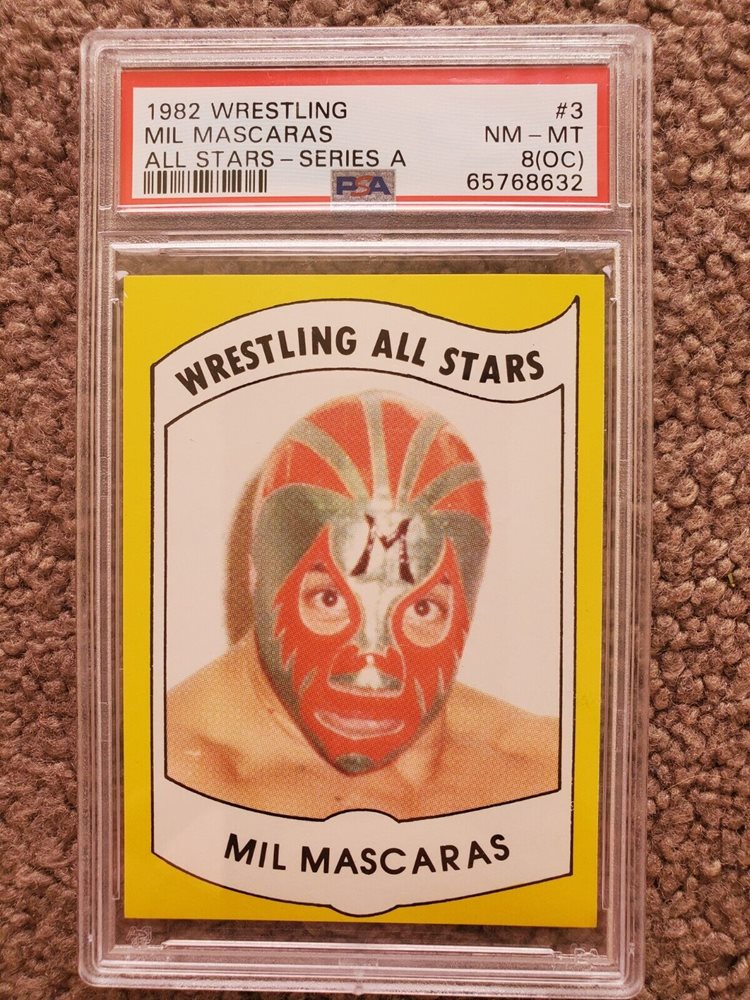 1982 WRESTLING #3
MIL MASCARAS NM - MT
ALL STARS - SERIES A 8(OC)
PSA 65768632
WRESTLING ALL STARS
M
MIL MASCARAS